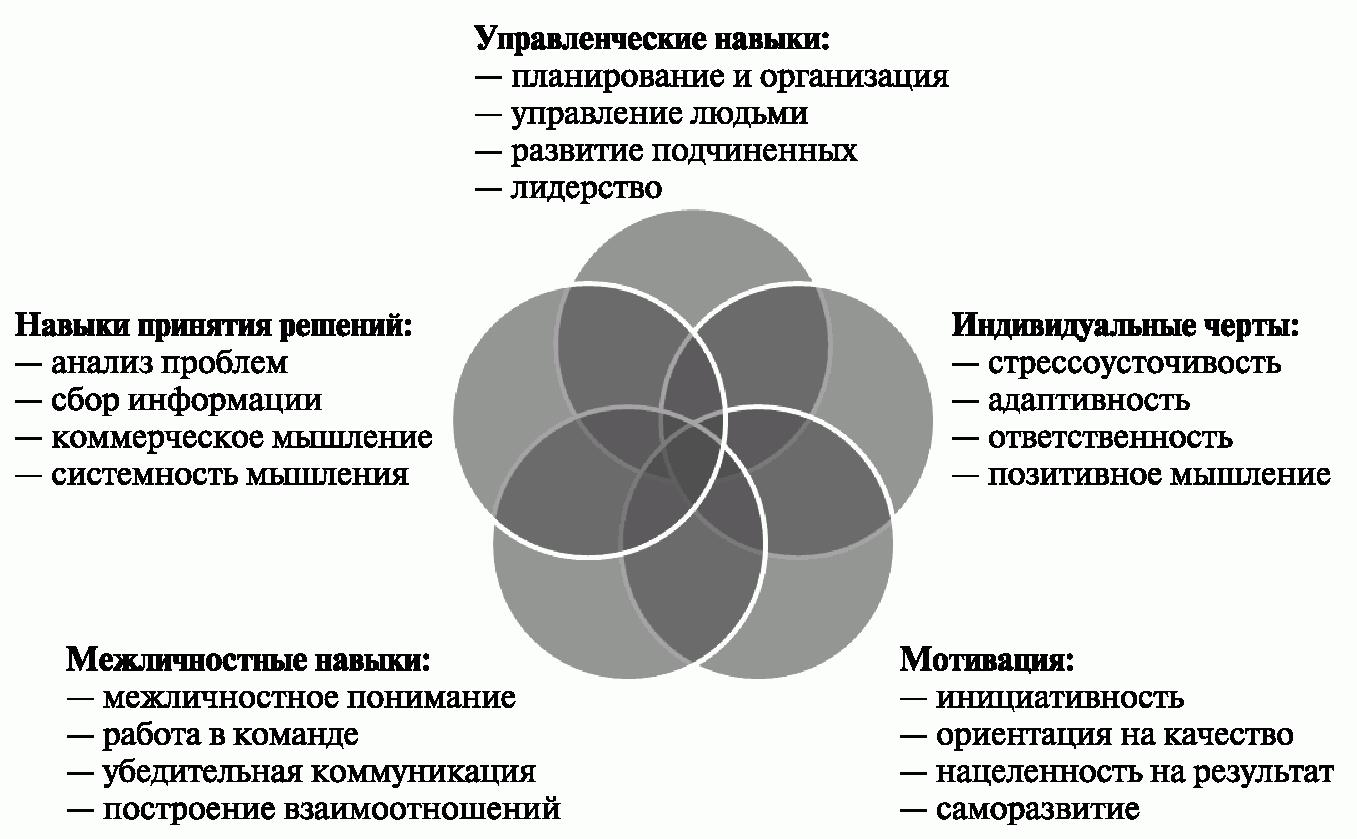 Управленческие навыки:
— планирование и организация
— управление людьми
— развитие подчиненных
— лидерство
Навыки принятия решений:
— анализ проблем
— сбор информации
— коммерческое мышление
— системность мышления
Индивидуальные черты:
— стрессоусточивость
— адаптивность
— ответственность
— позитивное мышление
Межличностные навыки:
— межличностное понимание
— работа в команде
— убедительная коммуникация
— построение взаимоотношений
Мотивация:
— инициативность
— ориентация на качество
— нацеленность на результат
— саморазвитие